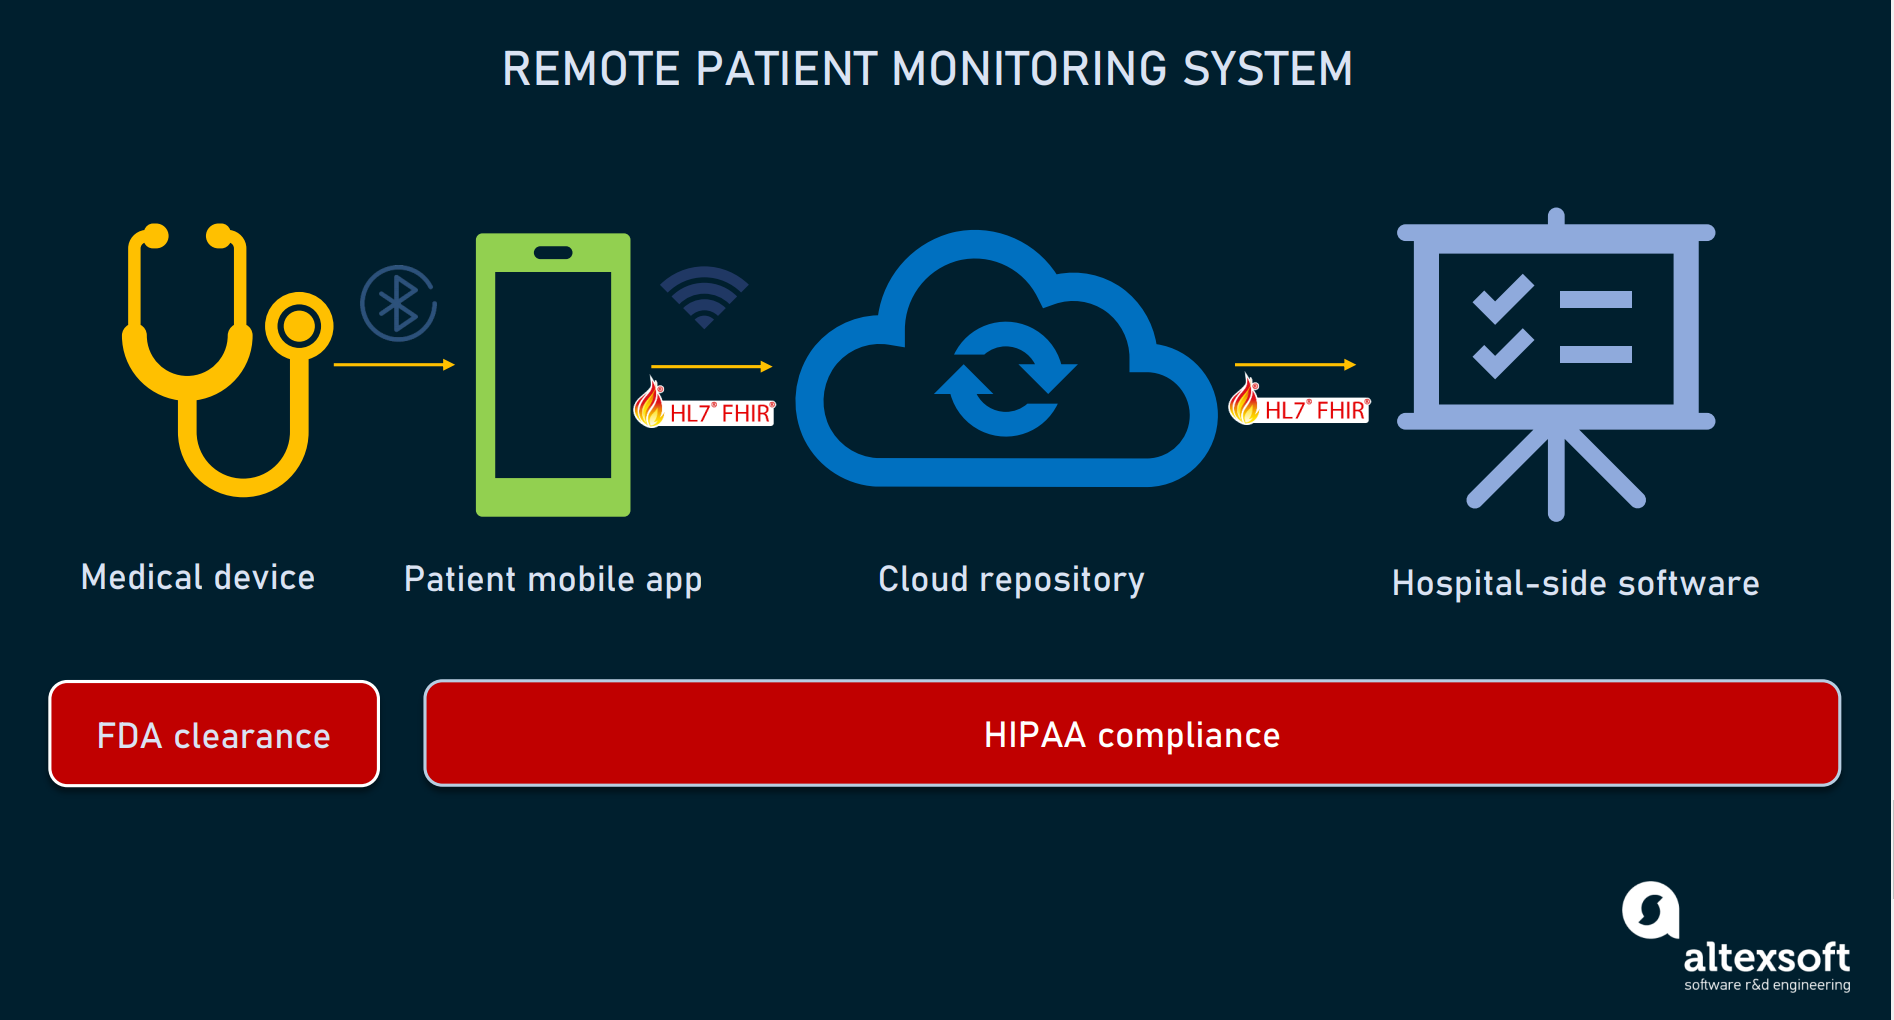 REMOTE PATIENT MONITORING SYSTEM
HL7® FHIR®
HL7® FHIR®
Medical device
Patient mobile app
Cloud repository
Hospital-side software
FDA clearance
HIPAA compliance
altexsoft
software r&d engineering